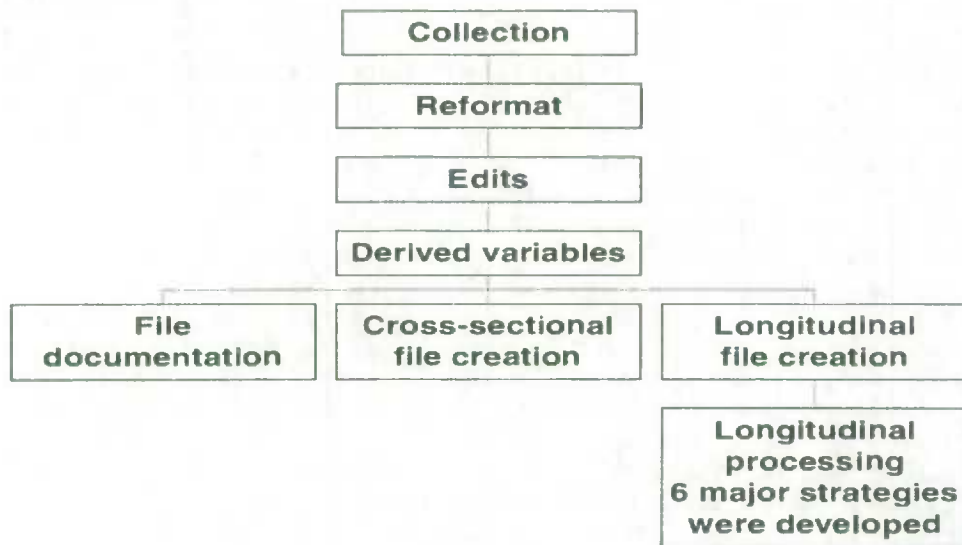 Collection
Reformat
Edits
Derived variables
File
documentation
Cross-sectional
file creation
Longitudinal
file creation
Longitudinal
processing
6 major strategies
were developed